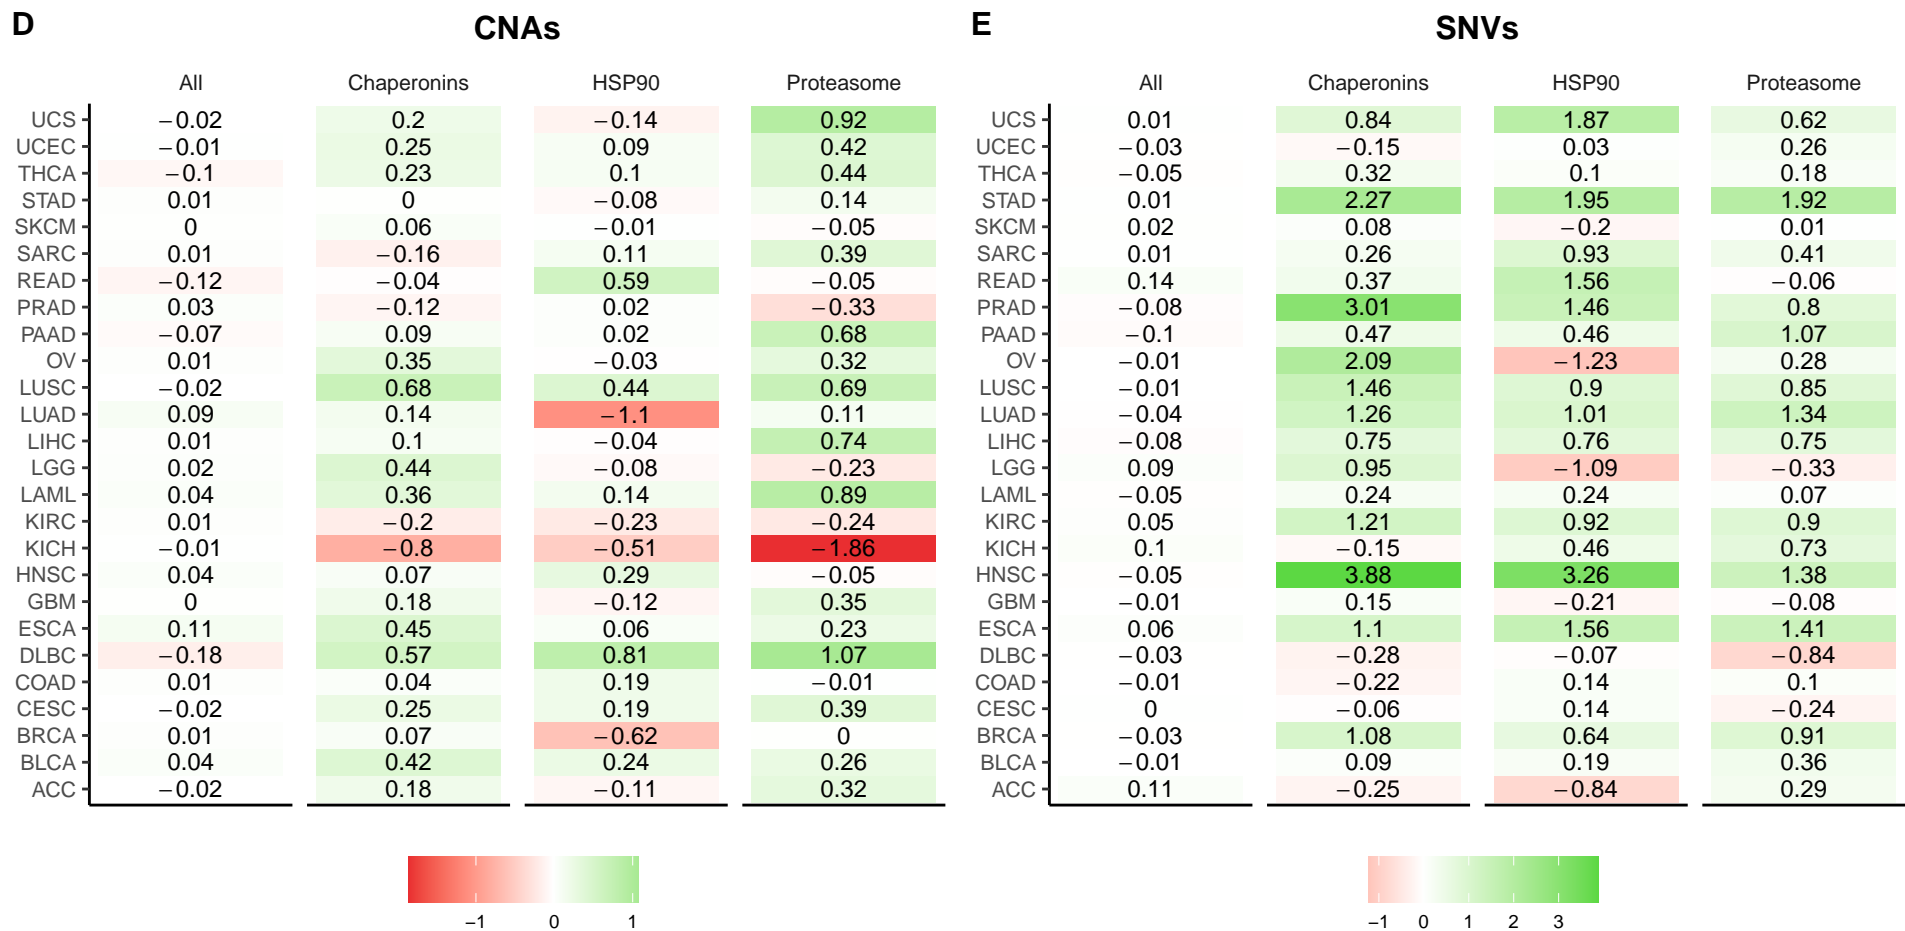 D CNAs
All Chaperonins HSP90 Proteasome
UCS −0.02 0.2 −0.14 0.92
UCEC −0.01 0.25 0.09 0.42
THCA −0.1 0.23 0.1 0.44
STAD 0.01 0 −0.08 0.14
SKCM 0 0.06 −0.01 −0.05
SARC 0.01 −0.16 0.11 0.39
READ −0.12 −0.04 0.59 −0.05
PRAD 0.03 −0.12 0.02 −0.33
PAAD −0.07 0.09 0.02 0.68
OV 0.01 0.35 −0.03 0.32
LUSC −0.02 0.68 0.44 0.69
LUAD 0.09 0.14 −1.1 0.11
LIHC 0.01 0.1 −0.04 0.74
LGG 0.02 0.44 −0.08 −0.23
LAML 0.04 0.36 0.14 0.89
KIRC 0.01 −0.2 −0.23 −0.24
KICH −0.01 −0.8 −0.51 −1.86
HNSC 0.04 0.07 0.29 −0.05
GBM 0 0.18 −0.12 0.35
ESCA 0.11 0.45 0.06 0.23
DLBC −0.18 0.57 0.81 1.07
COAD 0.01 0.04 0.19 −0.01
CESC −0.02 0.25 0.19 0.39
BRCA 0.01 0.07 −0.62 0
BLCA 0.04 0.42 0.24 0.26
ACC −0.02 0.18 −0.11 0.32
−1 0 1
E SNVs
All Chaperonins HSP90 Proteasome
UCS 0.01 0.84 1.87 0.62
UCEC −0.03 −0.15 0.03 0.26
THCA −0.05 0.32 0.1 0.18
STAD 0.01 2.27 1.95 1.92
SKCM 0.02 0.08 −0.2 0.01
SARC 0.01 0.26 0.93 0.41
READ 0.14 0.37 1.56 −0.06
PRAD −0.08 3.01 1.46 0.8
PAAD −0.1 0.47 0.46 1.07
OV −0.01 2.09 −1.23 0.28
LUSC −0.01 1.46 0.9 0.85
LUAD −0.04 1.26 1.01 1.34
LIHC −0.08 0.75 0.76 0.75
LGG 0.09 0.95 −1.09 −0.33
LAML −0.05 0.24 0.24 0.07
KIRC 0.05 1.21 0.92 0.9
KICH 0.1 −0.15 0.46 0.73
HNSC −0.05 3.88 3.26 1.38
GBM −0.01 0.15 −0.21 −0.08
ESCA 0.06 1.1 1.56 1.41
DLBC −0.03 −0.28 −0.07 −0.84
COAD −0.01 −0.22 0.14 0.1
CESC 0 −0.06 0.14 −0.24
BRCA −0.03 1.08 0.64 0.91
BLCA −0.01 0.09 0.19 0.36
ACC 0.11 −0.25 −0.84 0.29
−1 0 1 2 3